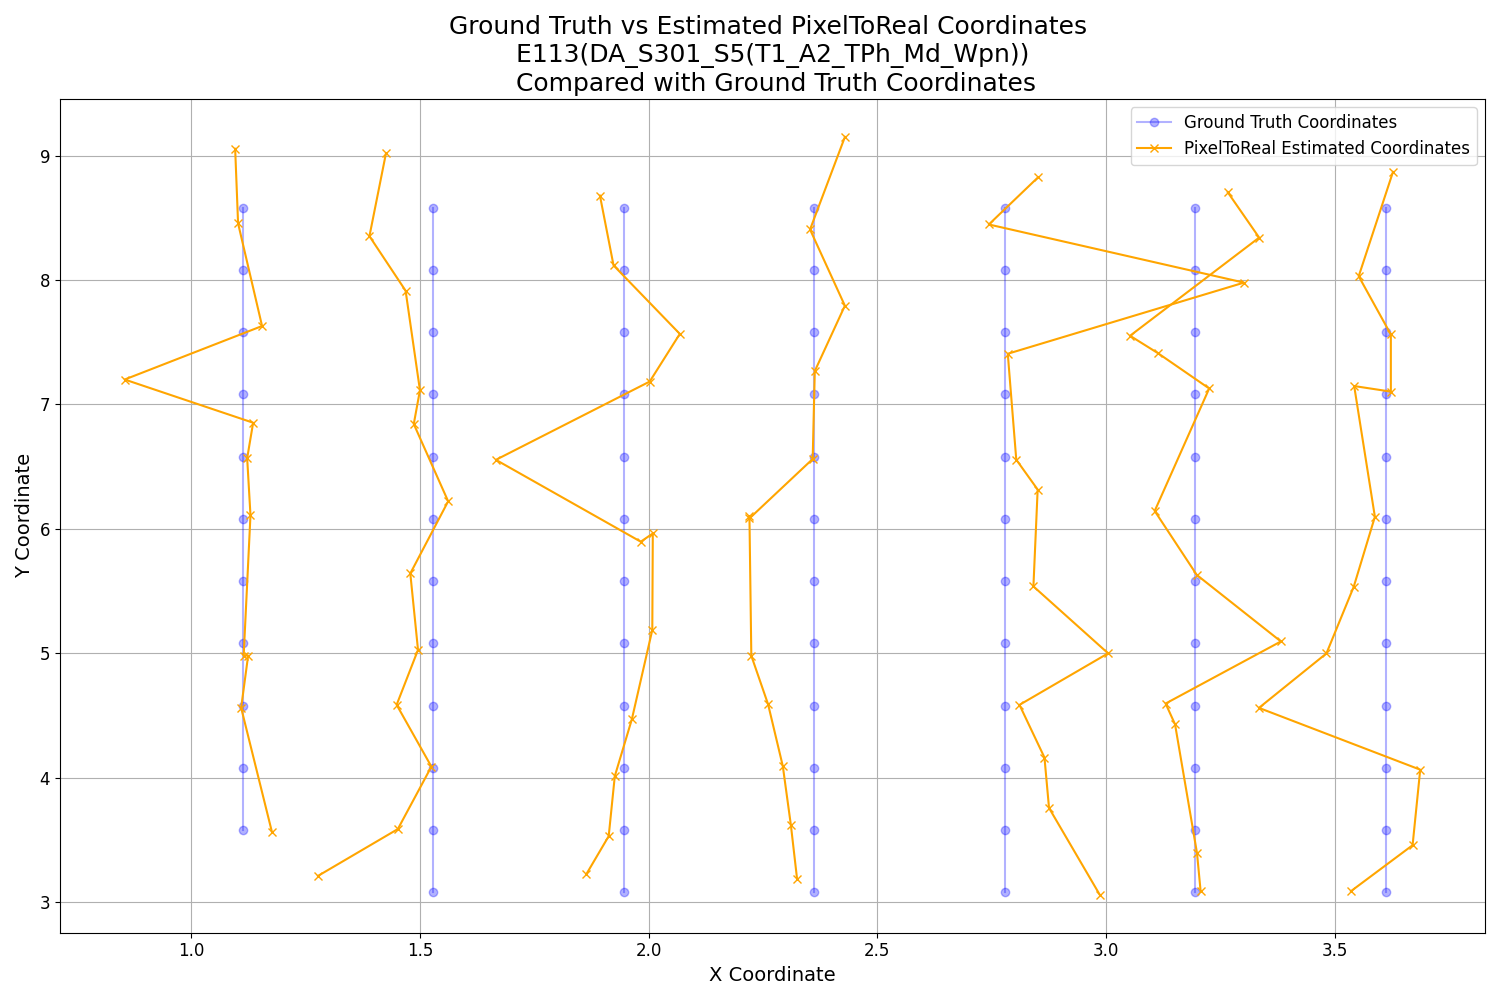 Ground Truth vs Estimated PixelToReal Coordinates
E113(DA_S301_S5(T1_A2_TPh_Md_Wpn))
Compared with Ground Truth Coordinates
Ground Truth Coordinates
PixelToReal Estimated Coordinates
9
8
7
6
5
4
3
Y Coordinate
1.0 1.5 2.0 2.5 3.0 3.5
X Coordinate